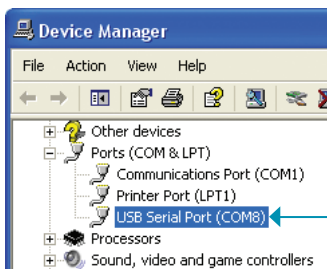 Device Manager
File Action View Help
Other devices
Ports (COM & LPT)
Communications Port (COM1)
Printer Port (LPT1)
USB Serial Port (COM8)
Processors
Sound, video and game controllers